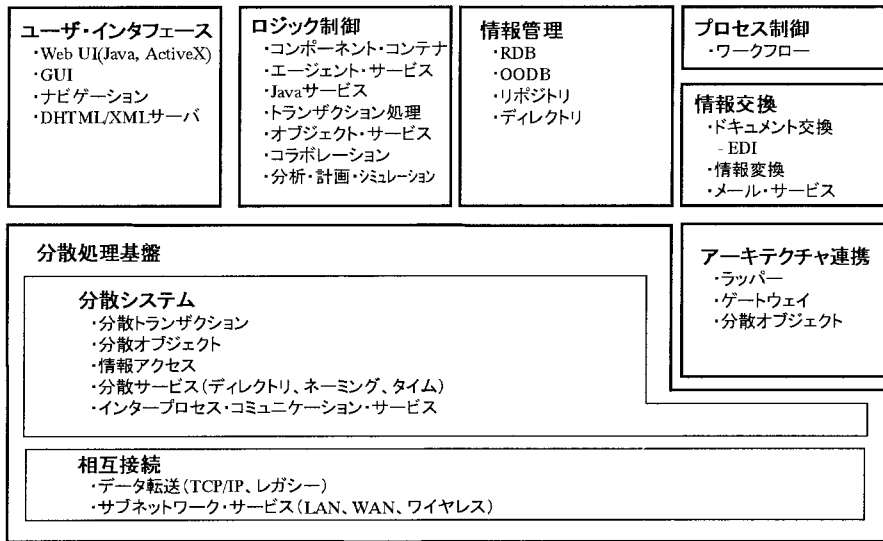 ユーザ・インタフェース
・Web UI(Java, ActiveX)
・GUI
・ナビゲーション
・DHTML/XMLサーバ
ロジック制御
・コンポーネント・コンテナ
・エージェント・サービス
・Javaサービス
・トランザクション処理
・オブジェクト・サービス
・コラボレーション
・分析・計画・シミュレーション
情報管理
・RDB
・OODB
・リポジトリ
・ディレクトリ
プロセス制御
・ワークフロー
情報交換
・ドキュメント交換
- EDI
・情報変換
・メール・サービス
アーキテクチャ連携
・ラッパー
・ゲートウェイ
・分散オブジェクト
分散処理基盤
分散システム
・分散トランザクション
・分散オブジェクト
・情報アクセス
・分散サービス(ディレクトリ、ネーミング、タイム)
・インタープロセス・コミュニケーション・サービス
相互接続
・データ転送(TCP/IP、レガシー)
・サブネットワーク・サービス(LAN、WAN、ワイヤレス)